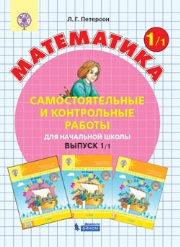 Л. Г. Петерсон
МАТЕМАТИКА
1/1
САМОСТОЯТЕЛЬНЫЕ
И КОНТРОЛЬНЫЕ
РАБОТЫ
ДЛЯ НАЧАЛЬНОЙ ШКОЛЫ
ВЫПУСК 1/1